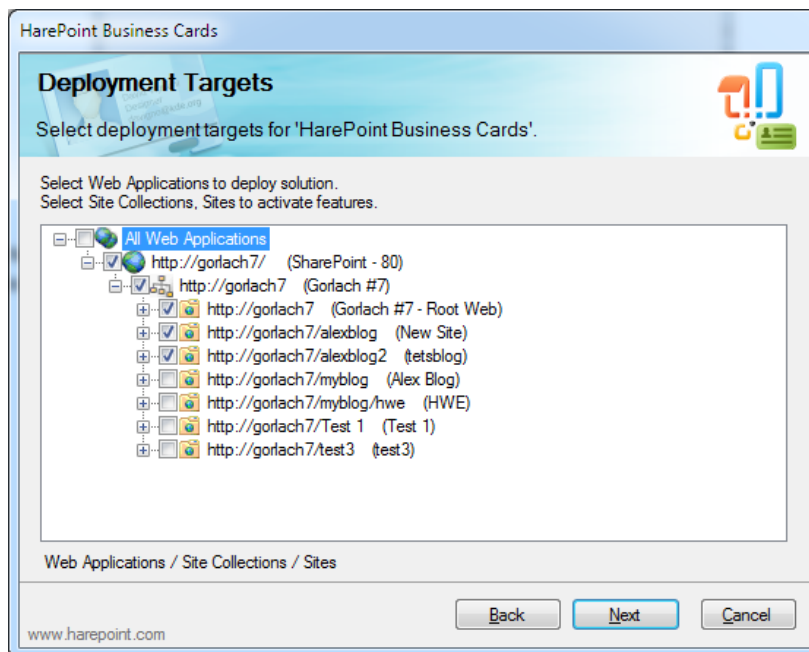 HarePoint Business Cards
Deployment Targets
Select deployment targets for 'HarePoint Business Cards'.
Select Web Applications to deploy solution.
Select Site Collections, Sites to activate features.
All Web Applications
http://gorlach7/ (SharePoint - 80)
http://gorlach7 (Gorlach #7)
http://gorlach7 (Gorlach #7 - Root Web)
http://gorlach7/alexblog (New Site)
http://gorlach7/alexblog2 (tetsblog)
http://gorlach7/myblog (Alex Blog)
http://gorlach7/myblog/hwe (HWE)
http://gorlach7/Test 1 (Test 1)
http://gorlach7/test3 (test3)
Web Applications / Site Collections / Sites
Back Next Cancel
www.harepoint.com